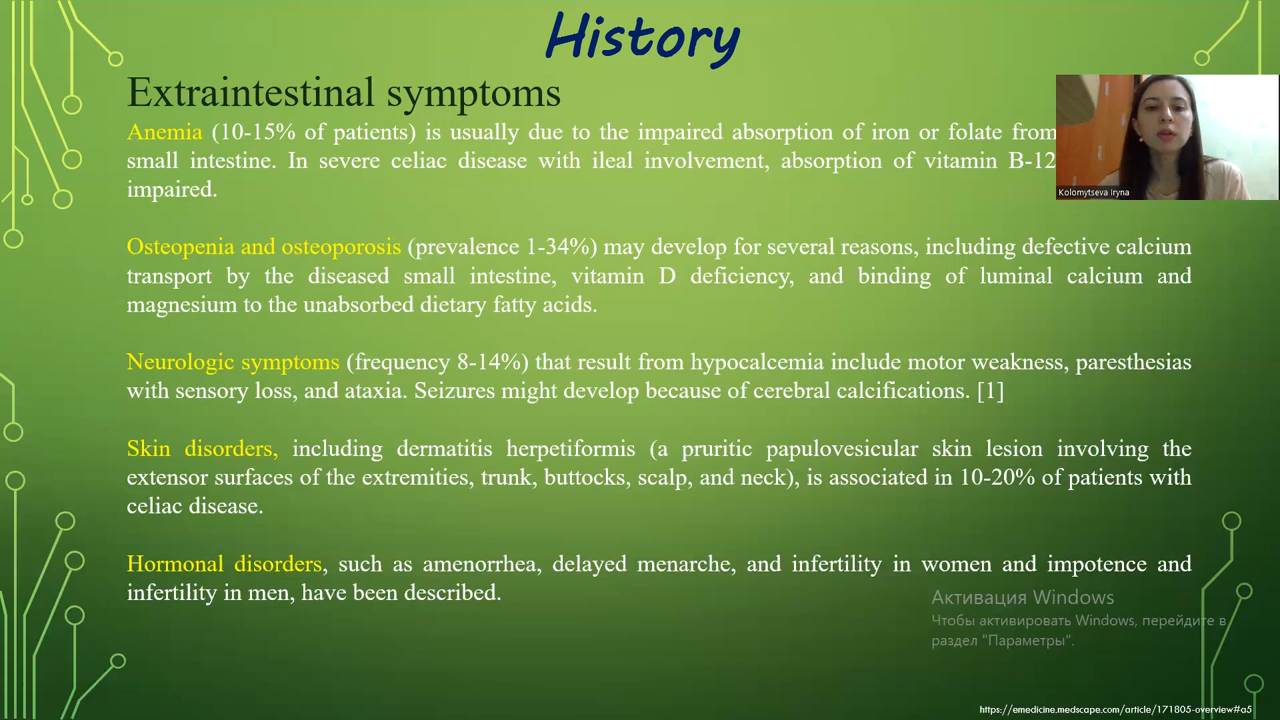 History
Extraintestinal symptoms
Anemia (10-15% of patients) is usually due to the impaired absorption of iron or folate from
small intestine. In severe celiac disease with ileal involvement, absorption of vitamin B-12
impaired.
Osteopenia and osteoporosis (prevalence 1-34%) may develop for several reasons, including defective calcium
transport by the diseased small intestine, vitamin D deficiency, and binding of luminal calcium and
magnesium to the unabsorbed dietary fatty acids.
Neurologic symptoms (frequency 8-14%) that result from hypocalcemia include motor weakness, paresthesias
with sensory loss, and ataxia. Seizures might develop because of cerebral calcifications. [1]
Skin disorders, including dermatitis herpetiformis (a pruritic papulovesicular skin lesion involving the
extensor surfaces of the extremities, trunk, buttocks, scalp, and neck), is associated in 10-20% of patients with
celiac disease.
Hormonal disorders, such as amenorrhea, delayed menarche, and infertility in women and impotence and
infertility in men, have been described.
Kolomytseva Iryna
Активация Windows
Чтобы активировать Windows, перейдите в
раздел "Параметры".
https://emedicine.medscape.com/article/171805-overview#a5